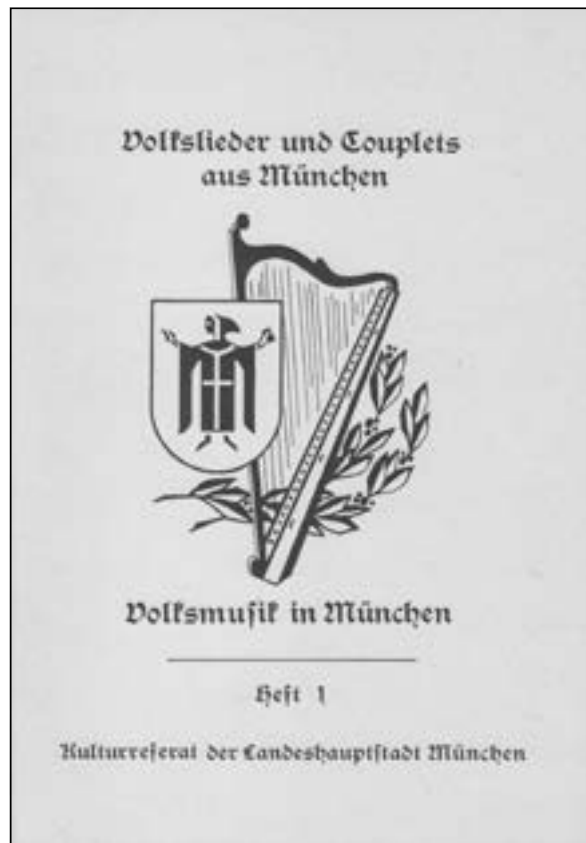 Volkslieder und Couplets
aus München
Volksmusik in München
Heft 1
Kulturreferat der Landeshauptstadt München